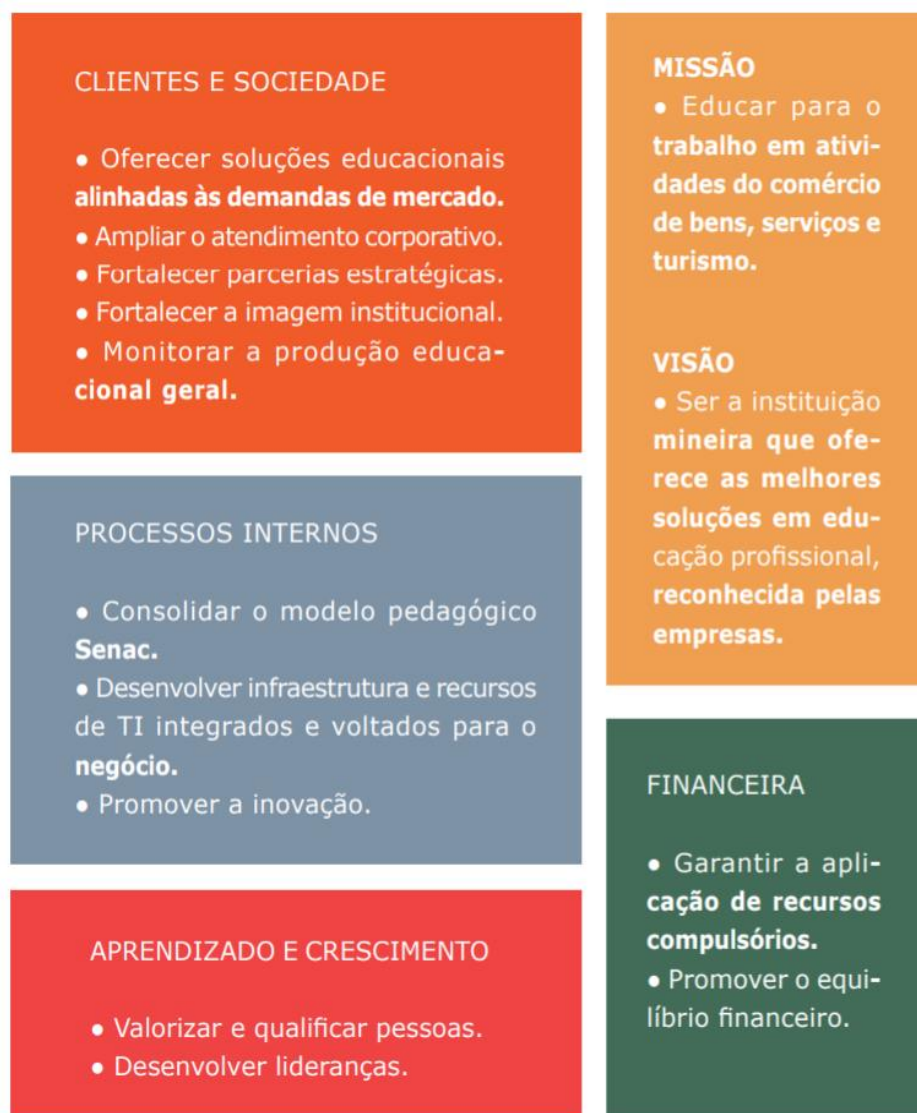 CLIENTES E SOCIEDADE
● Oferecer soluções educacionais
alinhadas às demandas de mercado.
● Ampliar o atendimento corporativo.
● Fortalecer parcerias estratégicas.
● Fortalecer a imagem institucional.
● Monitorar a produção educa-
cional geral.
PROCESSOS INTERNOS
● Consolidar o modelo pedagógico
Senac.
● Desenvolver infraestrutura e recursos
de TI integrados e voltados para o
negócio.
● Promover a inovação.
APRENDIZADO E CRESCIMENTO
● Valorizar e qualificar pessoas.
● Desenvolver lideranças.
MISSÃO
● Educar para o
trabalho em ativi-
dades do comércio
de bens, serviços e
turismo.
VISÃO
● Ser a instituição
mineira que ofe-
rece as melhores
soluções em edu-
cação profissional,
reconhecida pelas
empresas.
FINANCEIRA
● Garantir a apli-
cação de recursos
compulsórios.
● Promover o equi-
líbrio financeiro.